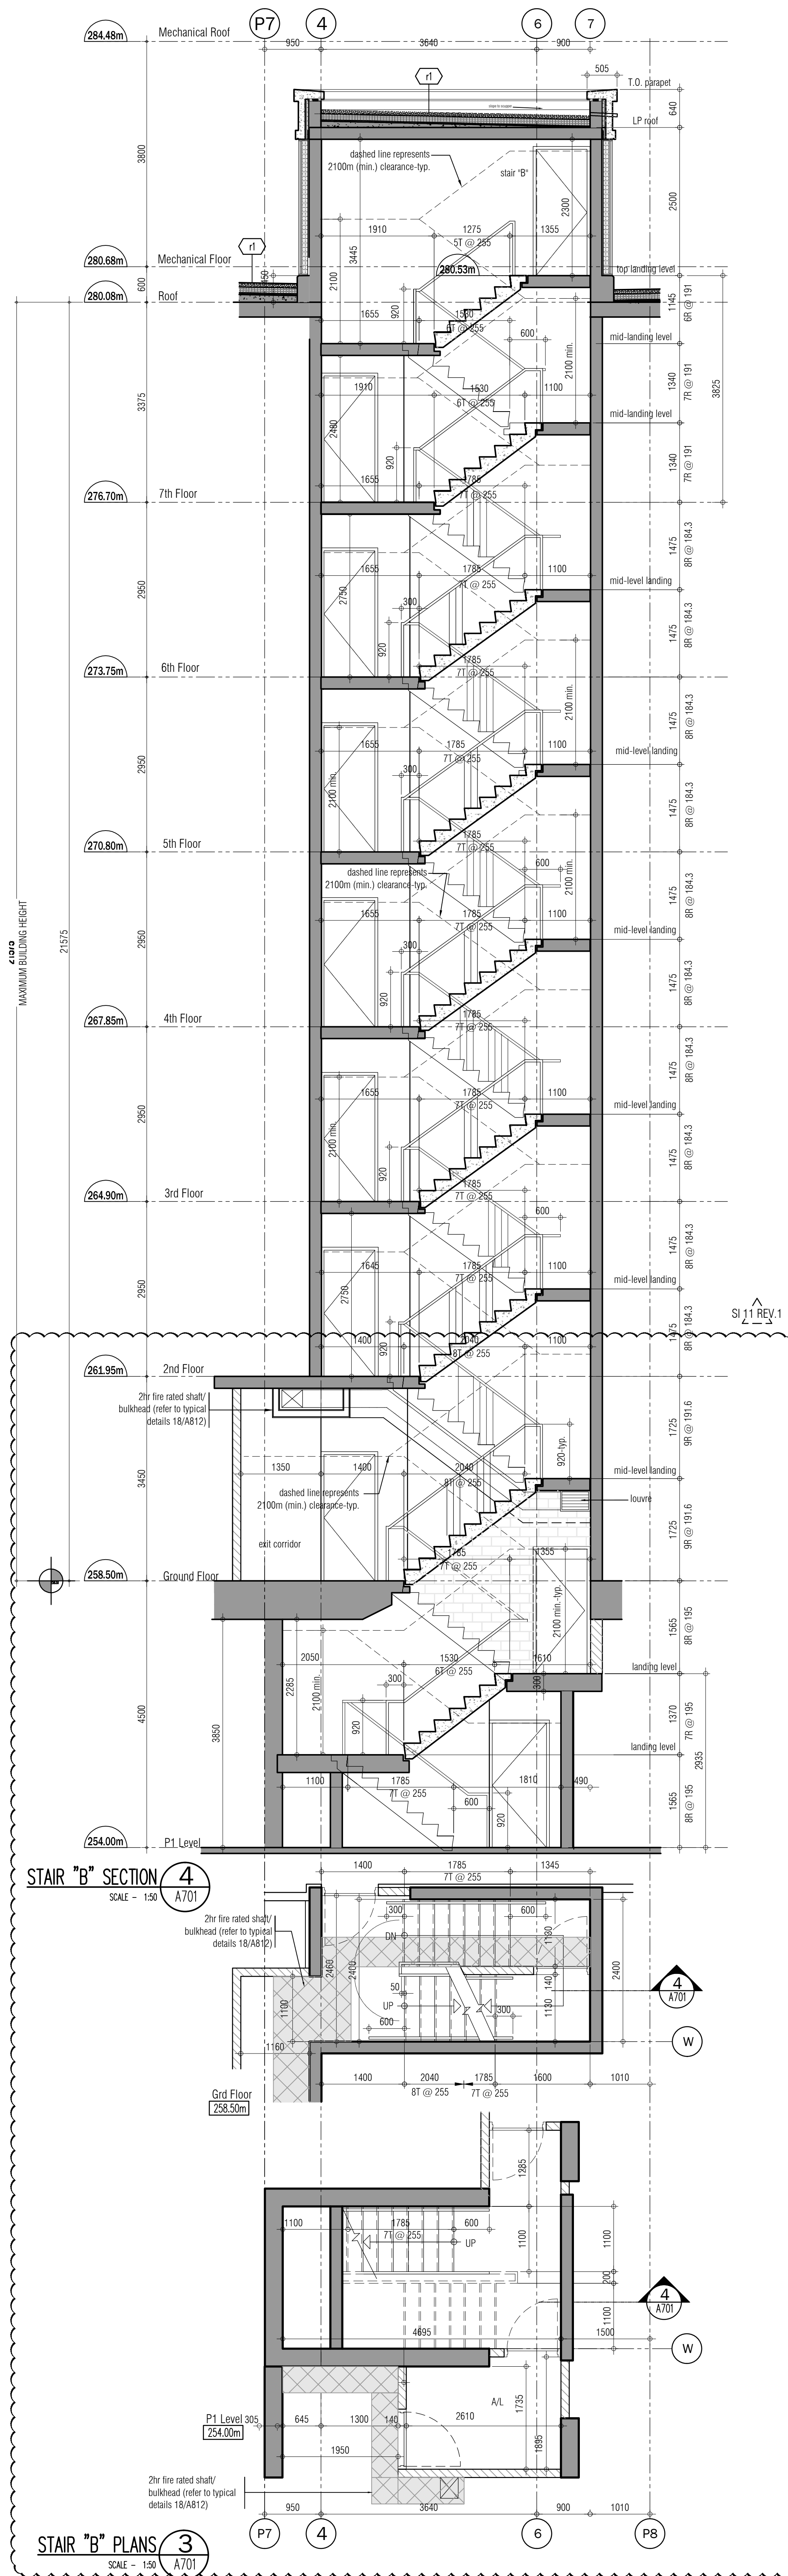 P7
4
6
7
284.48m
Mechanical Roof
950
3640
900
505
T.O. parapet
r1
640
LP roof
3800
dashed line represents
2100m (min.) clearance-typ.
stair "B"
2300
2500
1910
1275
1355
5T @ 255
3445
r1
280.68m
Mechanical Floor
280.53m
top landing level
600
2100
280.08m
Roof
920
1145
6R @ 191
1655
1530
6T @ 255
600
mid-landing level
2100 min.
1340
7R @ 191
3825
3375
1910
1530
1100
6T @ 255
mid-landing level
2480
920
1340
7R @ 191
1655
1785
7T @ 255
276.70m
7th Floor
1475
8R @ 184.3
2950
1655
1785
1100
7T @ 255
mid-level landing
2750
300
1475
8R @ 184.3
920
1785
7T @ 255
273.75m
6th Floor
2100 min.
1475
8R @ 184.3
2950
1655
1785
1100
7T @ 255
mid-level landing
2100 min.
300
1475
8R @ 184.3
920
1785
7T @ 255
270.80m
5th Floor
dashed line represents
2100m (min.) clearance-typ.
600
2100 min.
1475
8R @ 184.3
21575
MAXIMUM BUILDING HEIGHT
21575
2950
1655
1785
1100
7T @ 255
mid-level landing
300
1475
8R @ 184.3
920
1785
7T @ 255
267.85m
4th Floor
1475
8R @ 184.3
2950
1655
1785
1100
7T @ 255
mid-level landing
2100 min.
1475
8R @ 184.3
920
1785
7T @ 255
264.90m
3rd Floor
600
1475
8R @ 184.3
2950
1645
1785
1100
7T @ 255
mid-level landing
2750
SI 11 REV.1
1475
8R @ 184.3
1400
2040
1100
8T @ 255
920
261.95m
2nd Floor
2hr fire rated shaft/
bulkhead (refer to typical
details 18/A812)
1725
9R @ 191.6
920-typ.
3450
1350
1400
2040
8T @ 255
mid-level landing
dashed line represents
2100m (min.) clearance-typ.
louvre
1725
9R @ 191.6
exit corridor
1785
7T @ 255
1355
258.50m
Ground Floor
2100 min.-typ.
1565
8R @ 195
2050
1530
1610
6T @ 255
landing level
2285
2100 min.
300
300
4500
3850
920
1370
7R @ 195
2935
landing level
1100
1785
1810
490
7T @ 255
600
920
1565
8R @ 195
254.00m
P1 Level
STAIR "B" SECTION
4
A701
SCALE - 1:50
1400
1785
1345
7T @ 255
2hr fire rated shaft/
bulkhead (refer to typical
details 18/A812)
300
600
DN
1130
2460
2400
2400
140
50
1100
UP
1130
300
600
4
A701
W
1160
1400
2040
1785
1600
1010
8T @ 255
7T @ 255
Grd Floor
258.50m
1285
1100
1785
600
7T @ 255
UP
1100
1100
200
4
A701
1100
4695
1500
W
A/L
1735
P1 Level
305
645
1300
140
2610
254.00m
1895
1950
2hr fire rated shaft/
bulkhead (refer to typical
details 18/A812)
950
3640
900
1010
P7
4
6
P8
STAIR "B" PLANS
3
A701
SCALE - 1:50